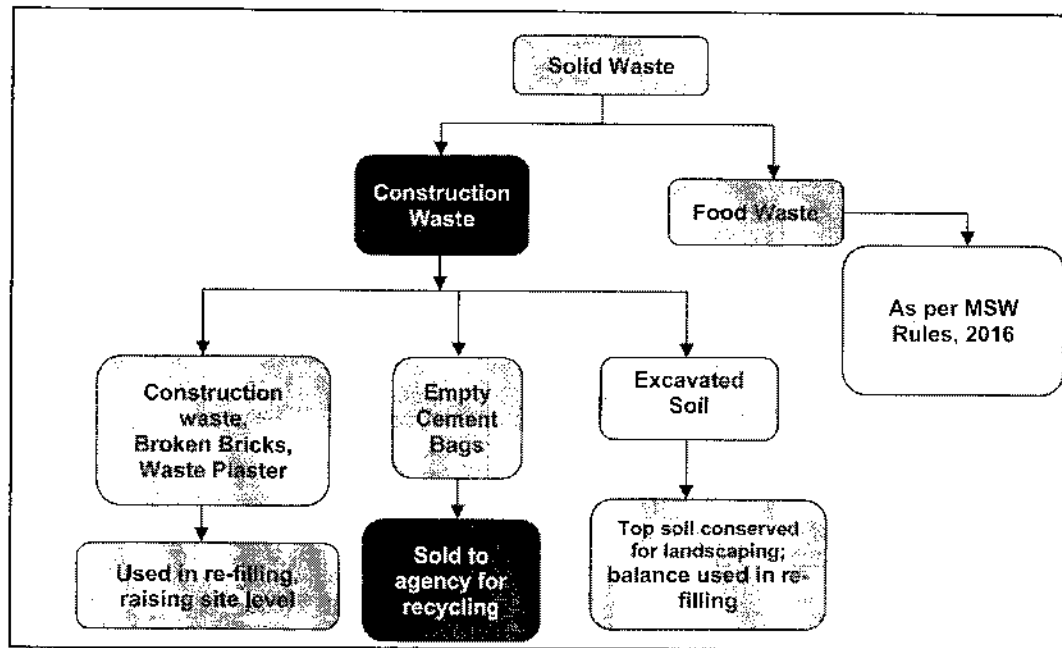 Solid Waste
Construction
Waste
Food Waste
As per MSW
Rules, 2016
Construction
waste,
Broken Bricks,
Waste Plaster
Empty
Cement
Bags
Excavated
Soil
Used in re-filling,
raising site level
Sold to
agency for
recycling
Top soil conserved
for landscaping;
balance used in re-
filling